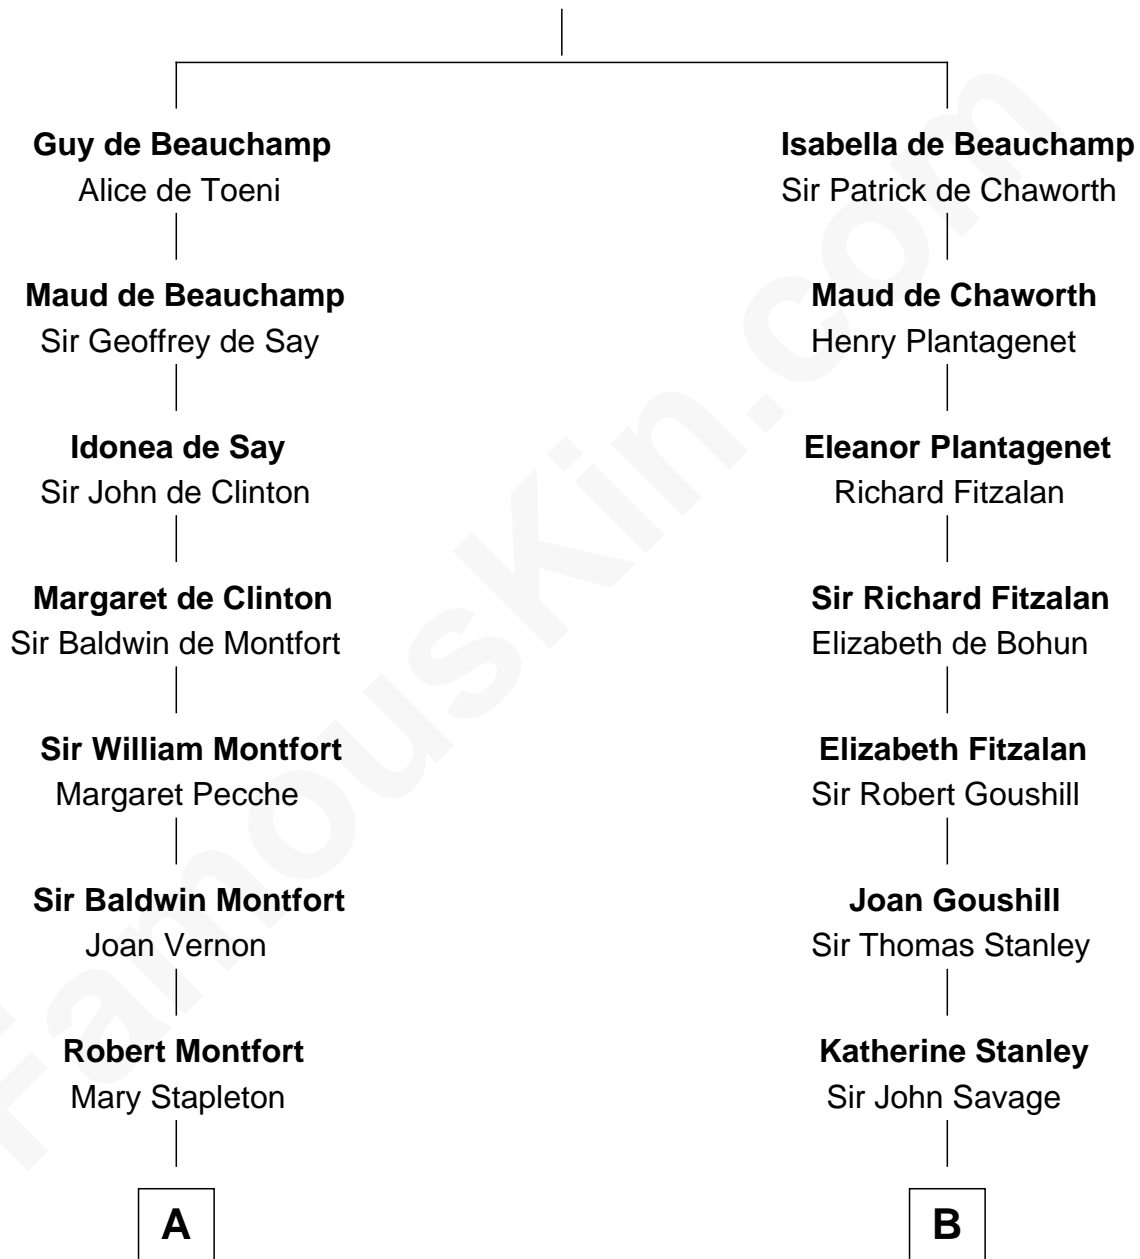 Guy de Beauchamp
Alice de Toeni
Maud de Beauchamp
Sir Geoffrey de Say
Idonea de Say
Sir John de Clinton
Margaret de Clinton
Sir Baldwin de Montfort
Sir William Montfort
Margaret Pecche
Sir Baldwin Montfort
Joan Vernon
Robert Montfort
Mary Stapleton
A
Isabella de Beauchamp
Sir Patrick de Chaworth
Maud de Chaworth
Henry Plantagenet
Eleanor Plantagenet
Richard Fitzalan
Sir Richard Fitzalan
Elizabeth de Bohun
Elizabeth Fitzalan
Sir Robert Goushill
Joan Goushill
Sir Thomas Stanley
Katherine Stanley
Sir John Savage
B
FamousKin.com